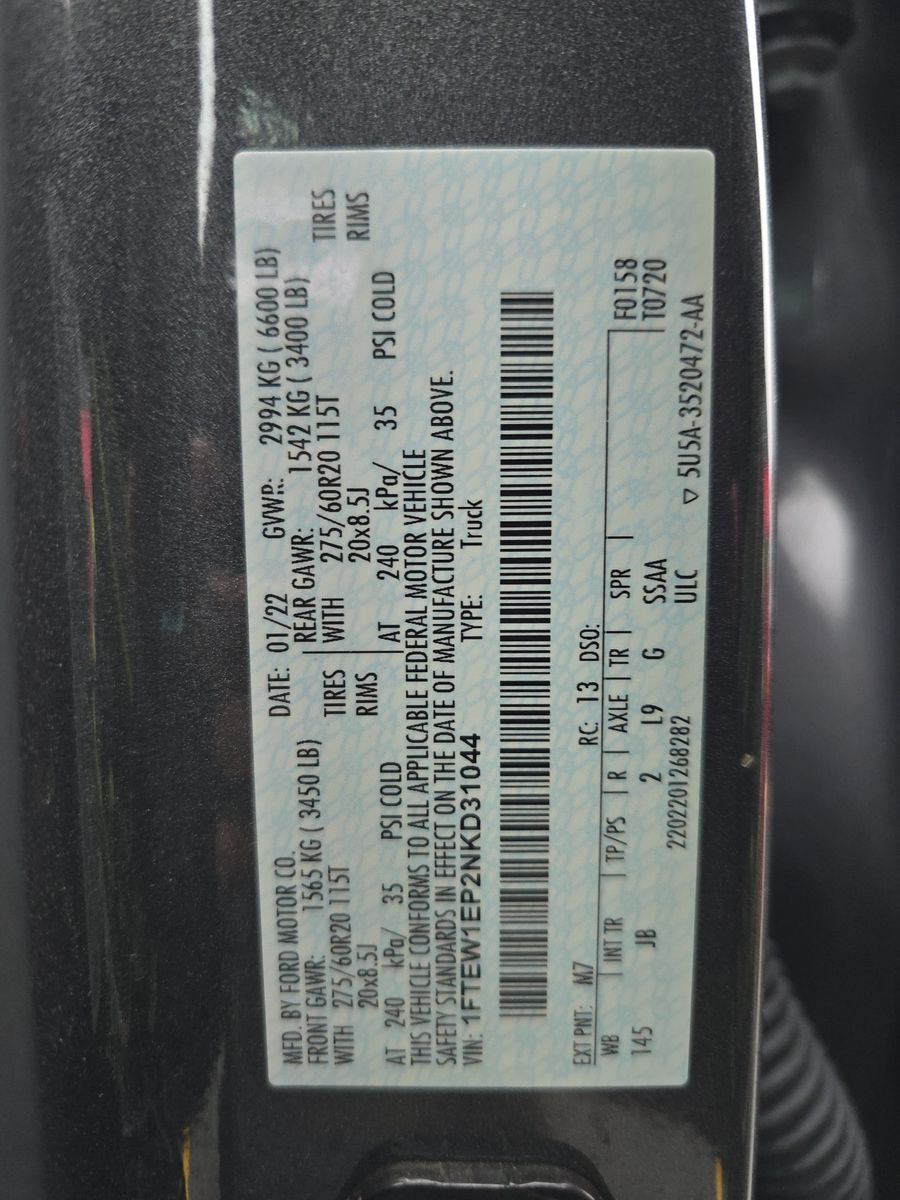 MFD. BY FORD MOTOR CO. DATE: 01/22 GVWR: 2994 KG ( 6600 LB)
FRONT GAWR: 1565 KG ( 3450 LB) REAR GAWR: 1542 KG ( 3400 LB)
WITH 275/60R20 115T TIRES WITH 275/60R20 115T TIRES
20x8.5J RIMS 20x8.5J RIMS
AT 240 kPa/ 35 PSI COLD AT 240 kPa/ 35 PSI COLD
THIS VEHICLE CONFORMS TO ALL APPLICABLE FEDERAL MOTOR VEHICLE
SAFETY STANDARDS IN EFFECT ON THE DATE OF MANUFACTURE SHOWN ABOVE.
VIN: 1FTEW1EP2NKD31044 TYPE: Truck
EXT PNT: M7 RC: 13 DSO:
WB INT TR TP/PS R AXLE TR SPR F0158
145 JB 2 L9 G SSAA T0720
2202201268282 ULC ▽ 5U5A-3520472-AA